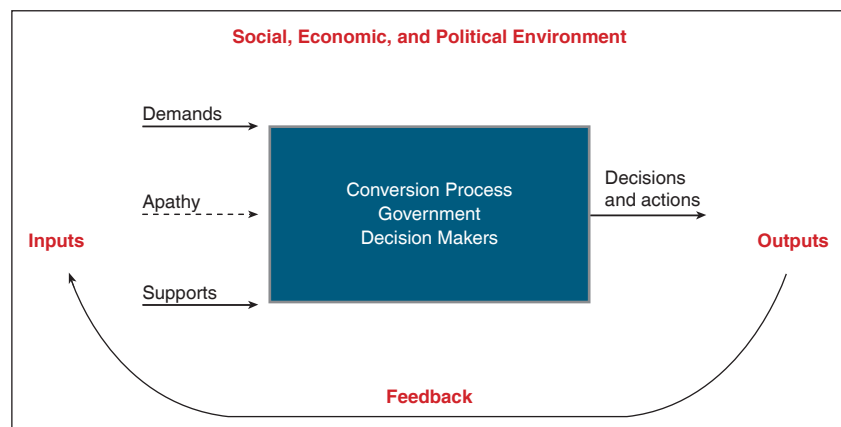 Social, Economic, and Political Environment
Demands
Apathy
Inputs
Supports
Conversion Process
Government
Decision Makers
Decisions
and actions
Outputs
Feedback